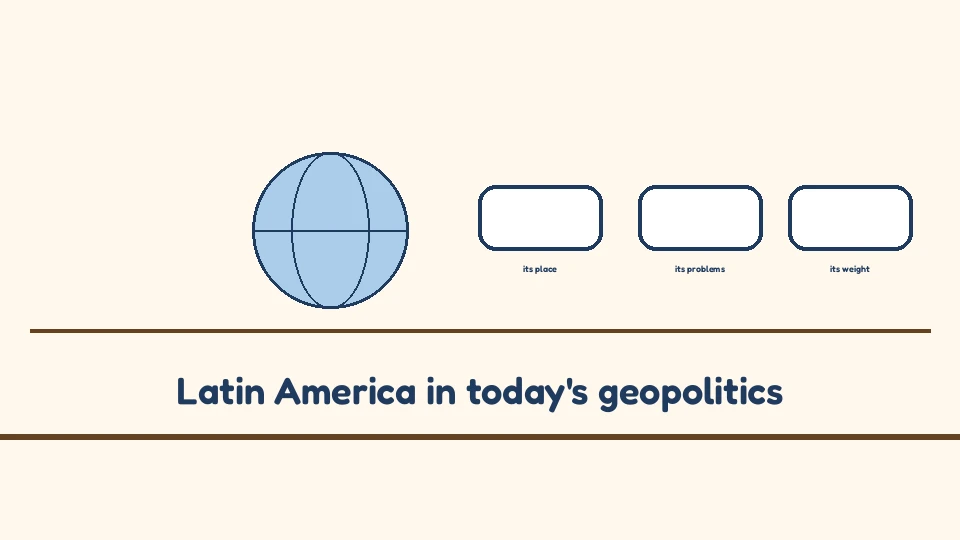 its place
its problems
its weight
Latin America in today's geopolitics